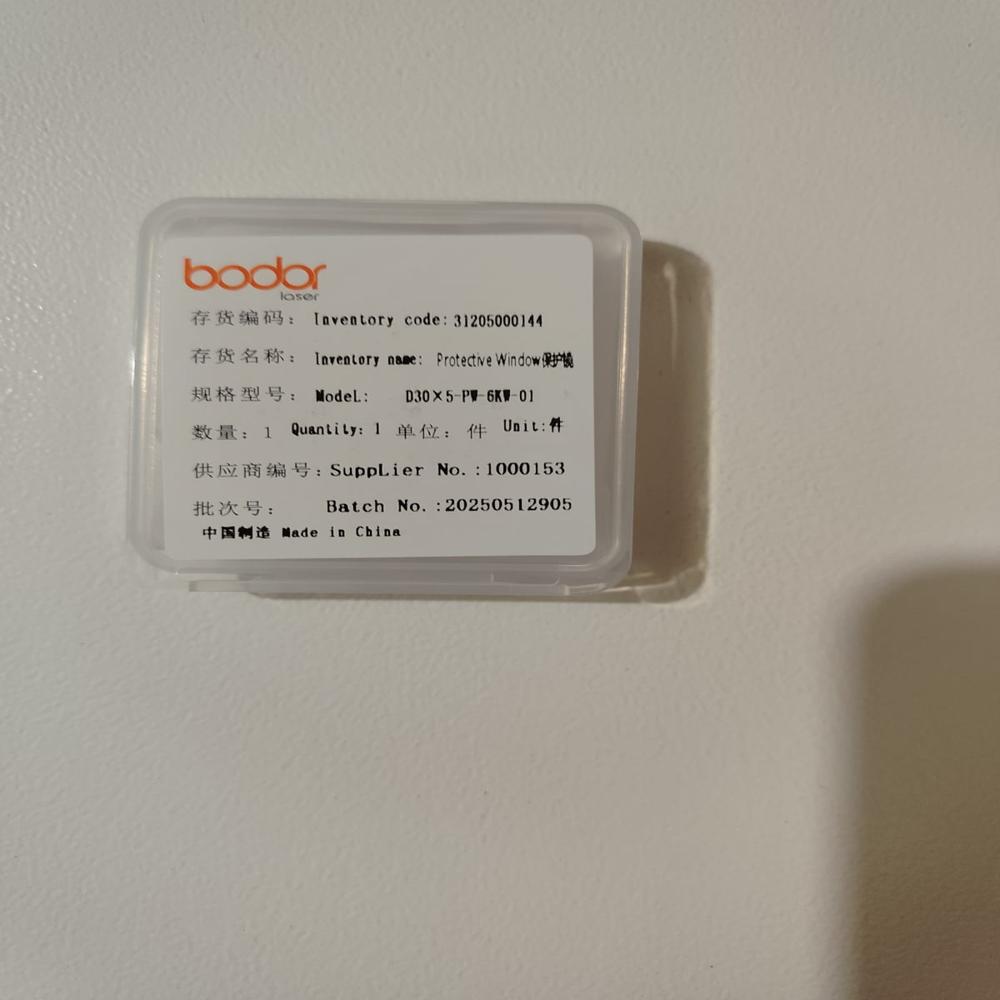 bodor
laser
存货编码： Inventory code: 31205000144
存货名称： Inventory name: Protective Window保护镜
规格型号： ModeL: D30×5-PW-6KW-01
数量：1 Quantity: 1 单位：件 Unit:件
供应商编号：SuppLier No.:1000153
批次号： Batch No.:20250512905
中国制造 Made in China